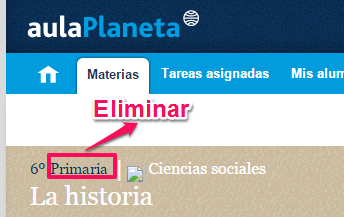 aulaPlaneta
Materias Tareas asignadas Mis alum
Eliminar
6º Primaria | Ciencias sociales
La historia